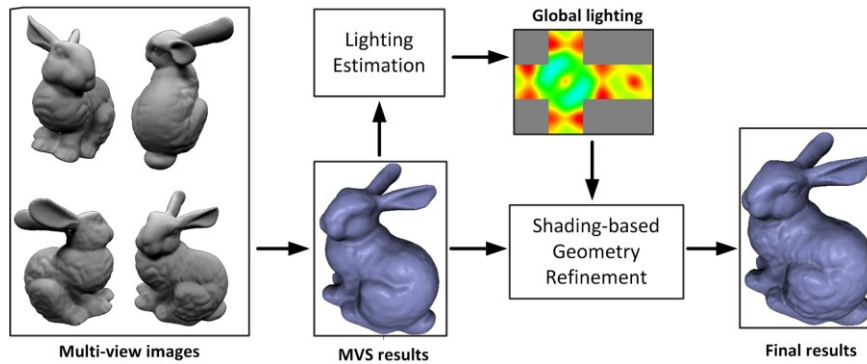 Global lighting
Lighting
Estimation
Shading-based
Geometry
Refinement
Multi-view images
MVS results
Final results